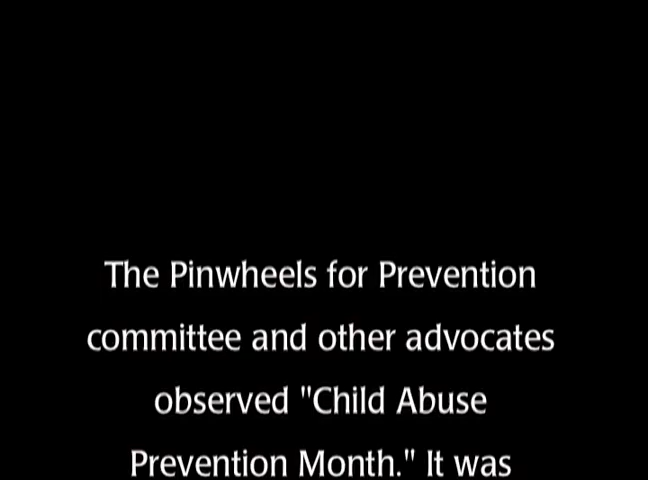 The Pinwheels for Prevention
committee and other advocates
observed "Child Abuse
Prevention Month." It was